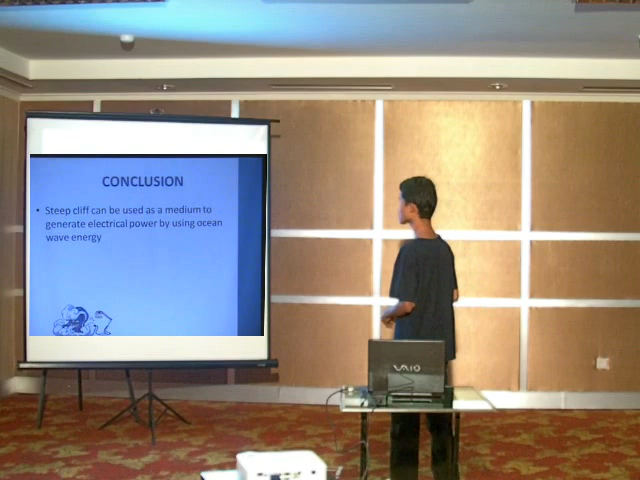 CONCLUSION
• Steep cliff can be used as a medium to
generate electrical power by using ocean
wave energy
VAIO